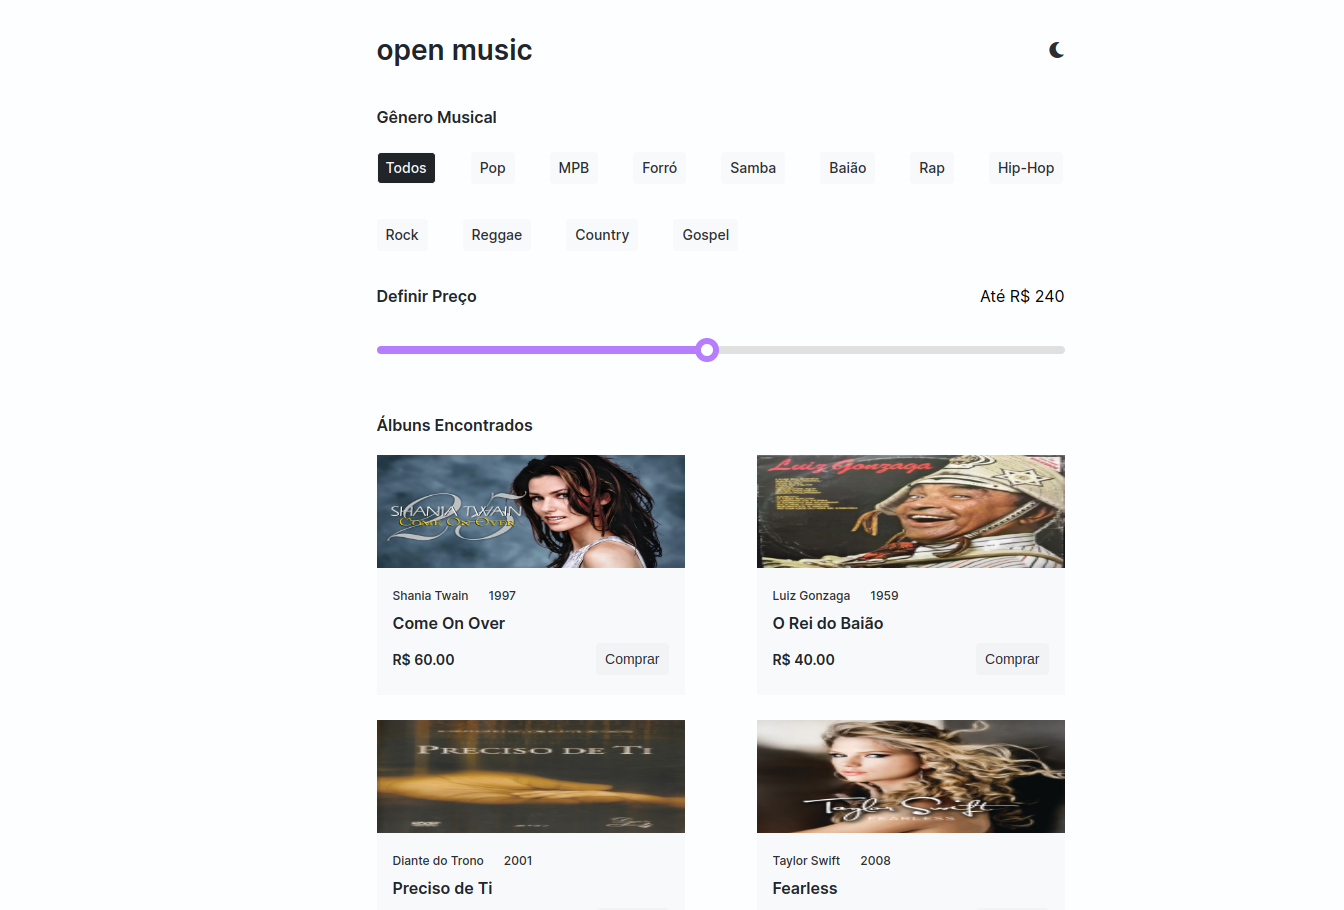 open music
Gênero Musical
Todos Pop MPB Forró Samba Baião Rap Hip-Hop
Rock Reggae Country Gospel
Definir Preço Até R$ 240
Álbuns Encontrados
SHANIA TWAIN
25
COME ON OVER
Luiz Gonzaga
Shania Twain 1997
Come On Over
R$ 60.00 Comprar
Luiz Gonzaga 1959
O Rei do Baião
R$ 40.00 Comprar
PRECISO DE TI
Taylor Swift
FEARLESS
Diante do Trono 2001
Preciso de Ti
Taylor Swift 2008
Fearless